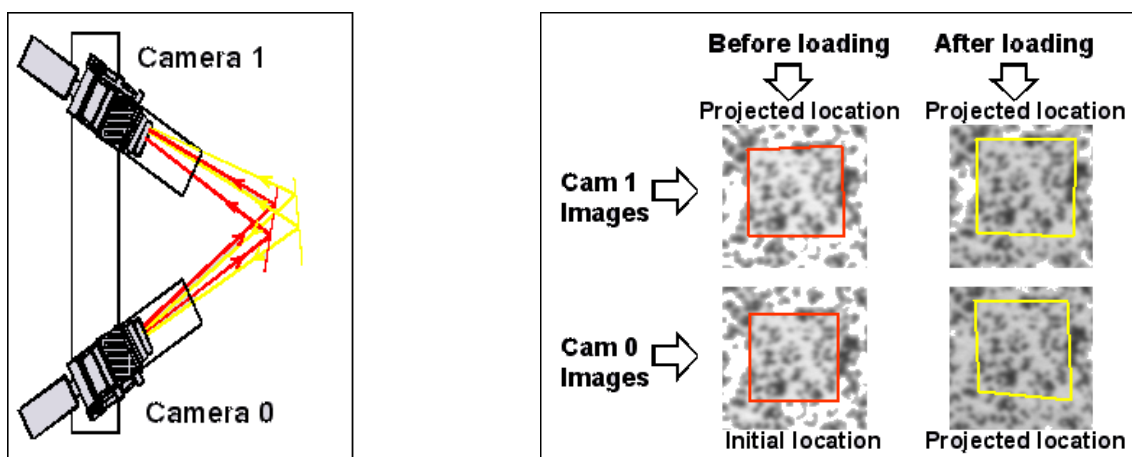 Camera 1
Camera 0
Before loading
After loading
Projected location
Projected location
Cam 1
Images
Cam 0
Images
Initial location
Projected location